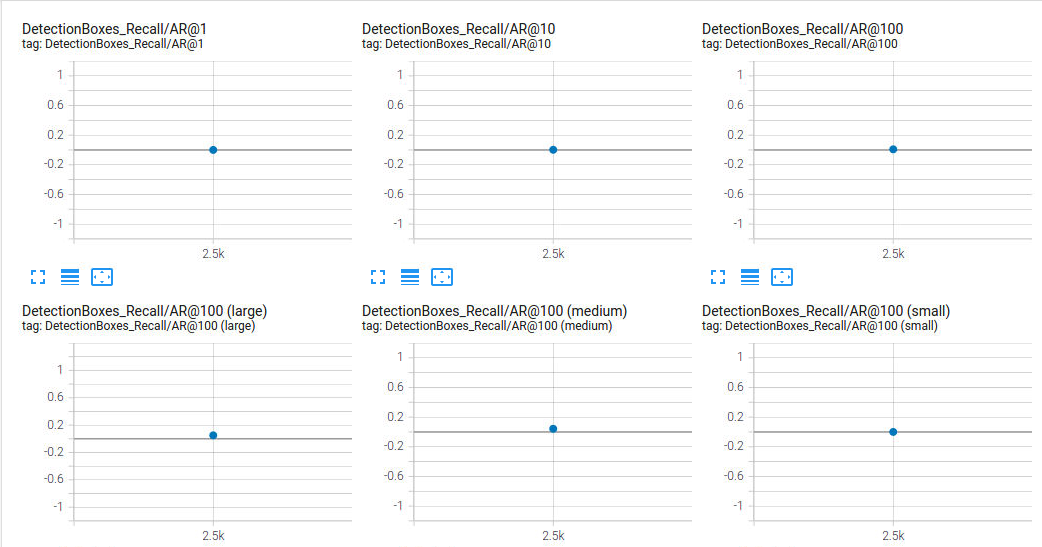 DetectionBoxes_Recall/AR@1
tag: DetectionBoxes_Recall/AR@1
1
0.6
0.2
-0.2
-0.6
-1
2.5k
DetectionBoxes_Recall/AR@10
tag: DetectionBoxes_Recall/AR@10
1
0.6
0.2
-0.2
-0.6
-1
2.5k
DetectionBoxes_Recall/AR@100
tag: DetectionBoxes_Recall/AR@100
1
0.6
0.2
-0.2
-0.6
-1
2.5k
DetectionBoxes_Recall/AR@100 (large)
tag: DetectionBoxes_Recall/AR@100 (large)
1
0.6
0.2
-0.2
-0.6
-1
2.5k
DetectionBoxes_Recall/AR@100 (medium)
tag: DetectionBoxes_Recall/AR@100 (medium)
1
0.6
0.2
-0.2
-0.6
-1
2.5k
DetectionBoxes_Recall/AR@100 (small)
tag: DetectionBoxes_Recall/AR@100 (small)
1
0.6
0.2
-0.2
-0.6
-1
2.5k